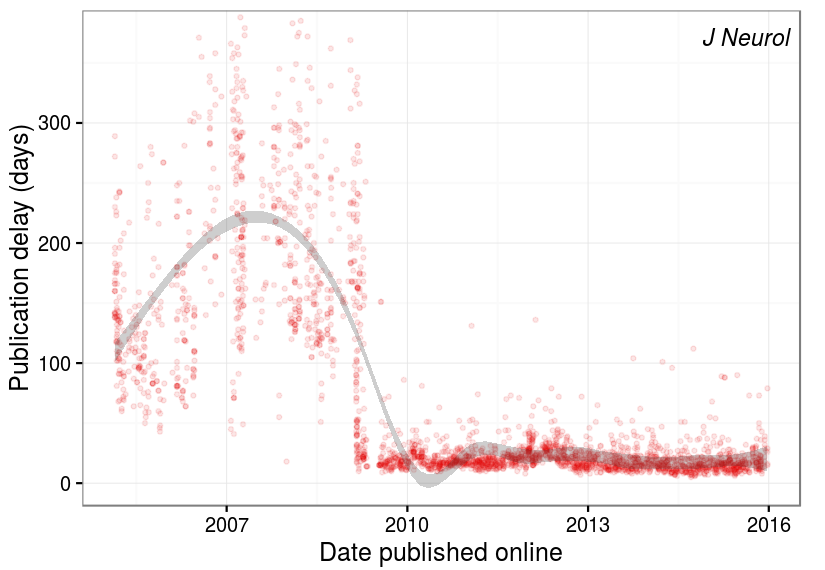 J Neurol
Publication delay (days)
300
200
100
0
2007 2010 2013 2016
Date published online